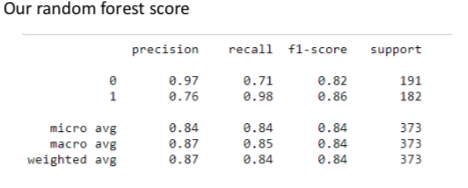 Our random forest score
precision recall f1-score support
0 0.97 0.71 0.82 191
1 0.76 0.98 0.86 182
micro avg 0.84 0.84 0.84 373
macro avg 0.87 0.85 0.84 373
weighted avg 0.87 0.84 0.84 373